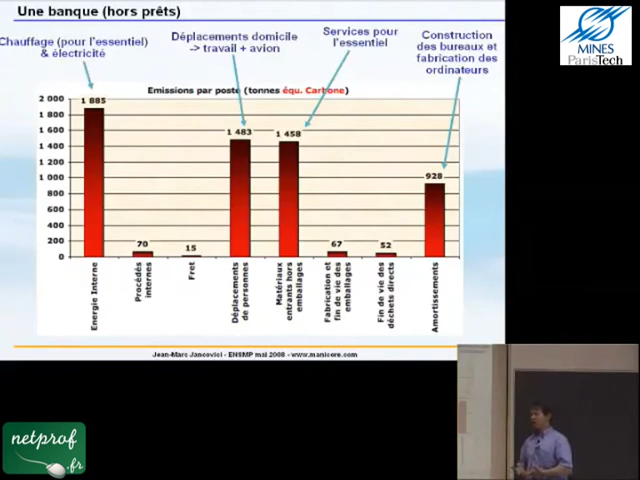 Une banque (hors prêts)
Chauffage (pour l'essentiel)
& électricité
Déplacements domicile
-> travail + avion
Services pour
l'essentiel
Construction
des bureaux et
fabrication des
ordinateurs
MINES
ParisTech
Emissions par poste (tonnes équ. Carbone)
2 000
1 800
1 600
1 400
1 200
1 000
800
600
400
200
0
1 885
70
15
1 483
1 458
67
52
928
Energie Interne
Procédés
internes
Fret
Déplacements
de personnes
Matériaux
entrants hors
emballages
Fabrication et
fin de vie des
emballages
Fin de vie des
déchets directs
Amortissements
Jean-Marc Jancovici - ENSMP mai 2008 - www.manicore.com
netprof
.fr